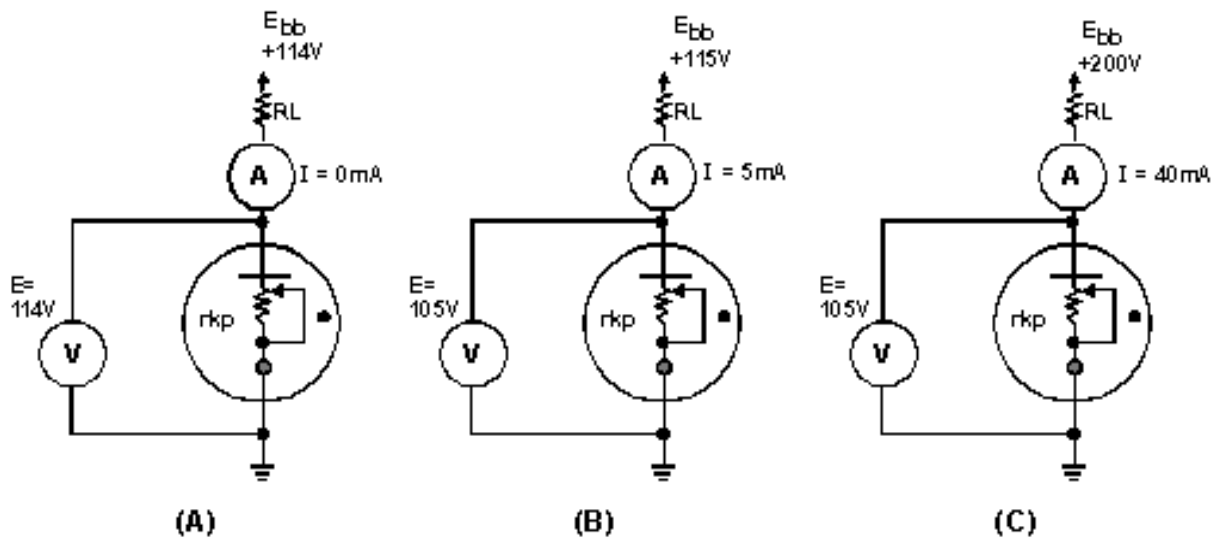 Ebb
+114V
RL
A
I = 0mA
E=
114V
rkp
V
(A)
Ebb
+115V
RL
A
I = 5mA
E=
105V
rkp
V
(B)
Ebb
+200V
RL
A
I = 40mA
E=
105V
rkp
V
(C)